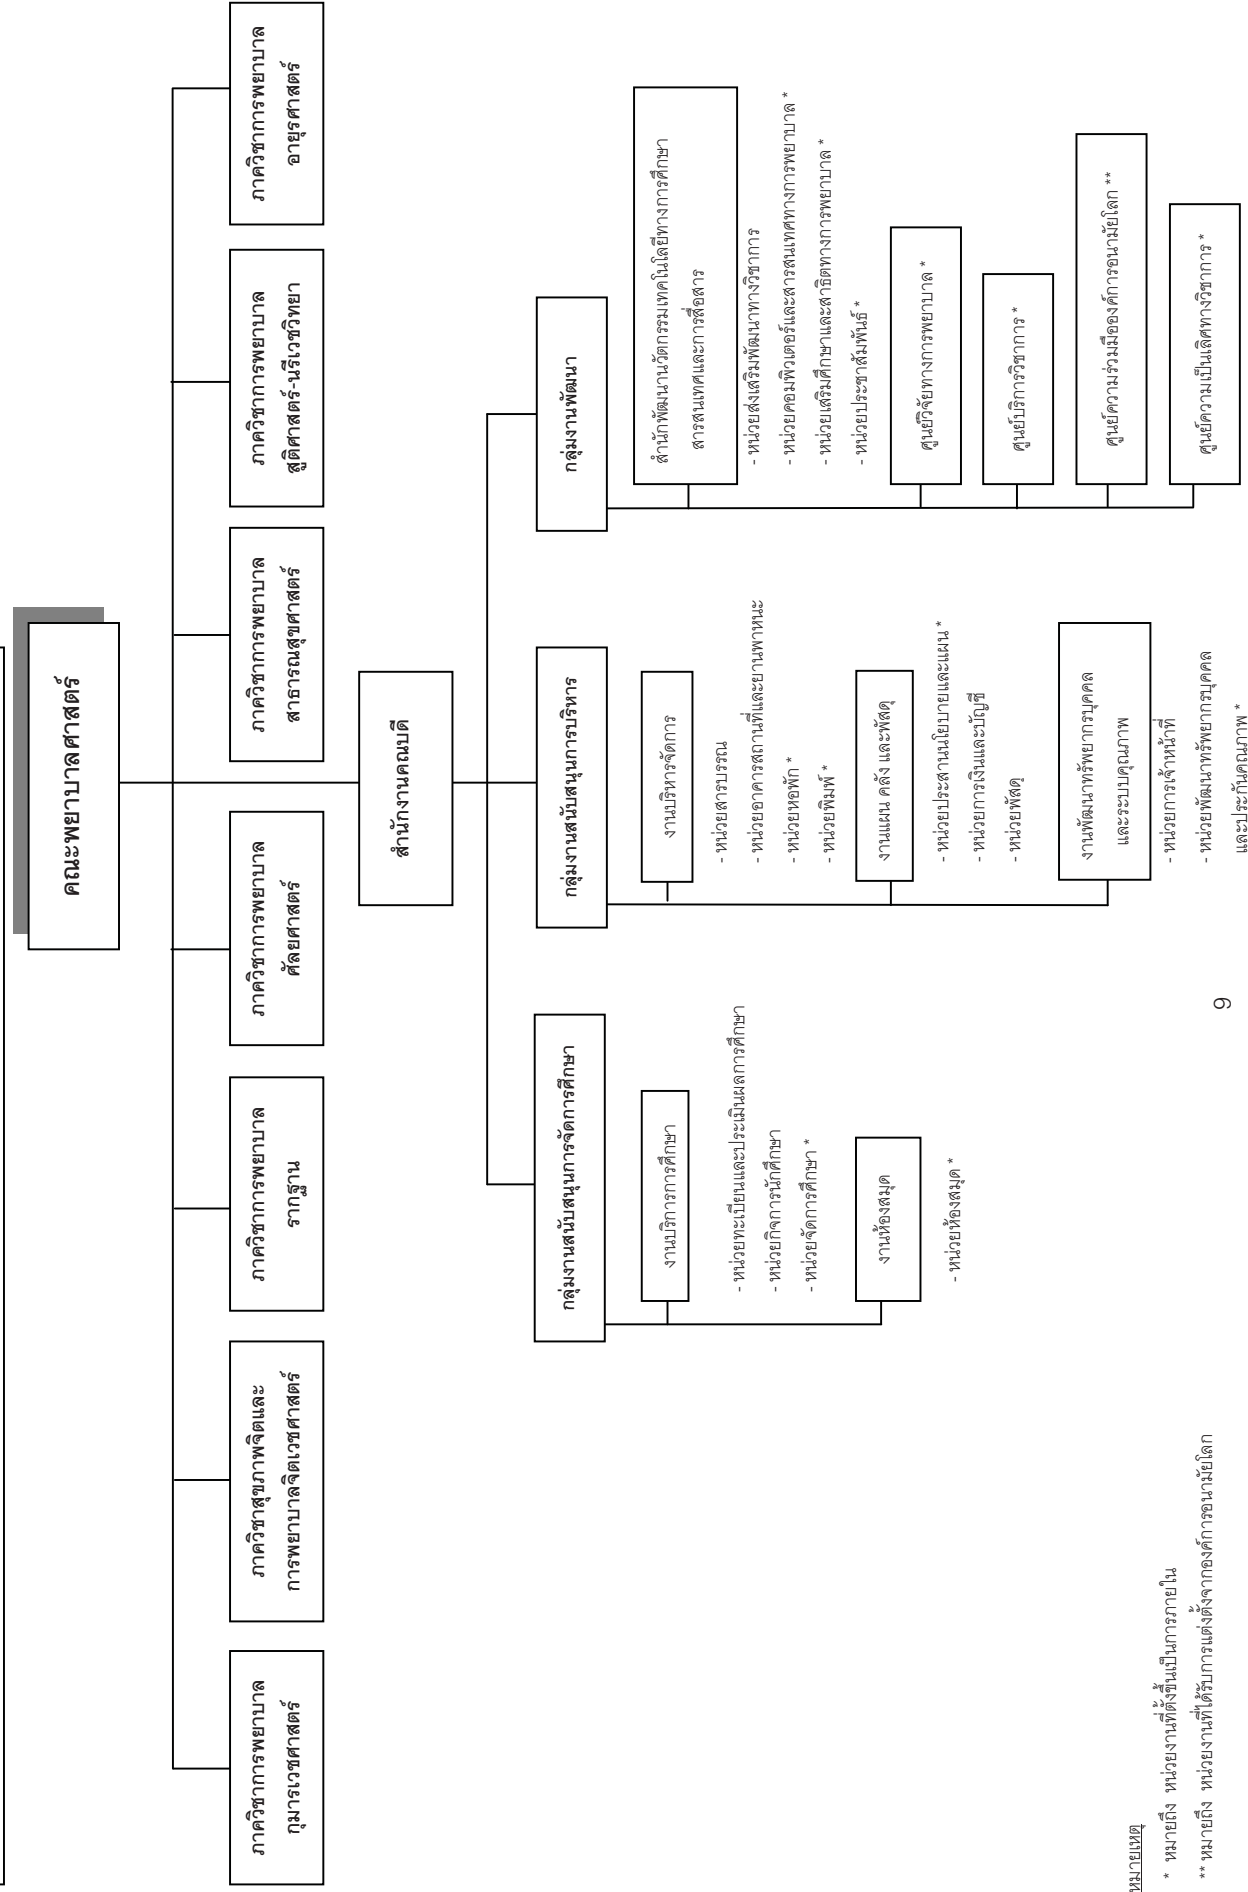 คณะพยาบาลศาสตร์
ภาควิชาการพยาบาล
กุมารเวชศาสตร์
ภาควิชาสุขภาพจิตและ
การพยาบาลจิตเวชศาสตร์
ภาควิชาการพยาบาล
รากฐาน
ภาควิชาการพยาบาล
ศัลยศาสตร์
ภาควิชาการพยาบาล
สาธารณสุขศาสตร์
ภาควิชาการพยาบาล
สูติศาสตร์-นรีเวชวิทยา
ภาควิชาการพยาบาล
อายุรศาสตร์
สำนักงานคณบดี
กลุ่มงานสนับสนุนการจัดการศึกษา
งานบริการการศึกษา
- หน่วยทะเบียนและประเมินผลการศึกษา
- หน่วยกิจการนักศึกษา
- หน่วยจัดการศึกษา *
งานห้องสมุด
- หน่วยห้องสมุด *
กลุ่มงานสนับสนุนการบริหาร
งานบริหารจัดการ
- หน่วยสารบรรณ
- หน่วยอาคารสถานที่และยานพาหนะ
- หน่วยหอพัก *
- หน่วยพิมพ์ *
งานแผน คลัง และพัสดุ
- หน่วยประสานนโยบายและแผน *
- หน่วยการเงินและบัญชี
- หน่วยพัสดุ
งานพัฒนาทรัพยากรบุคคล
และระบบคุณภาพ
- หน่วยการเจ้าหน้าที่
- หน่วยพัฒนาทรัพยากรบุคคล
และประกันคุณภาพ *
กลุ่มงานพัฒนา
สำนักพัฒนานวัตกรรมเทคโนโลยีทางการศึกษา
สารสนเทศและการสื่อสาร
- หน่วยส่งเสริมพัฒนาทางวิชาการ
- หน่วยคอมพิวเตอร์และสารสนเทศทางการพยาบาล *
- หน่วยเสริมศึกษาและสาธิตทางการพยาบาล *
- หน่วยประชาสัมพันธ์ *
ศูนย์วิจัยทางการพยาบาล *
ศูนย์บริการวิชาการ *
ศูนย์ความร่วมมือองค์การอนามัยโลก **
ศูนย์ความเป็นเลิศทางวิชาการ *
หมายเหตุ
* หมายถึง หน่วยงานที่ตั้งขึ้นเป็นการภายใน
** หมายถึง หน่วยงานที่ได้รับการแต่งตั้งจากองค์การอนามัยโลก
9